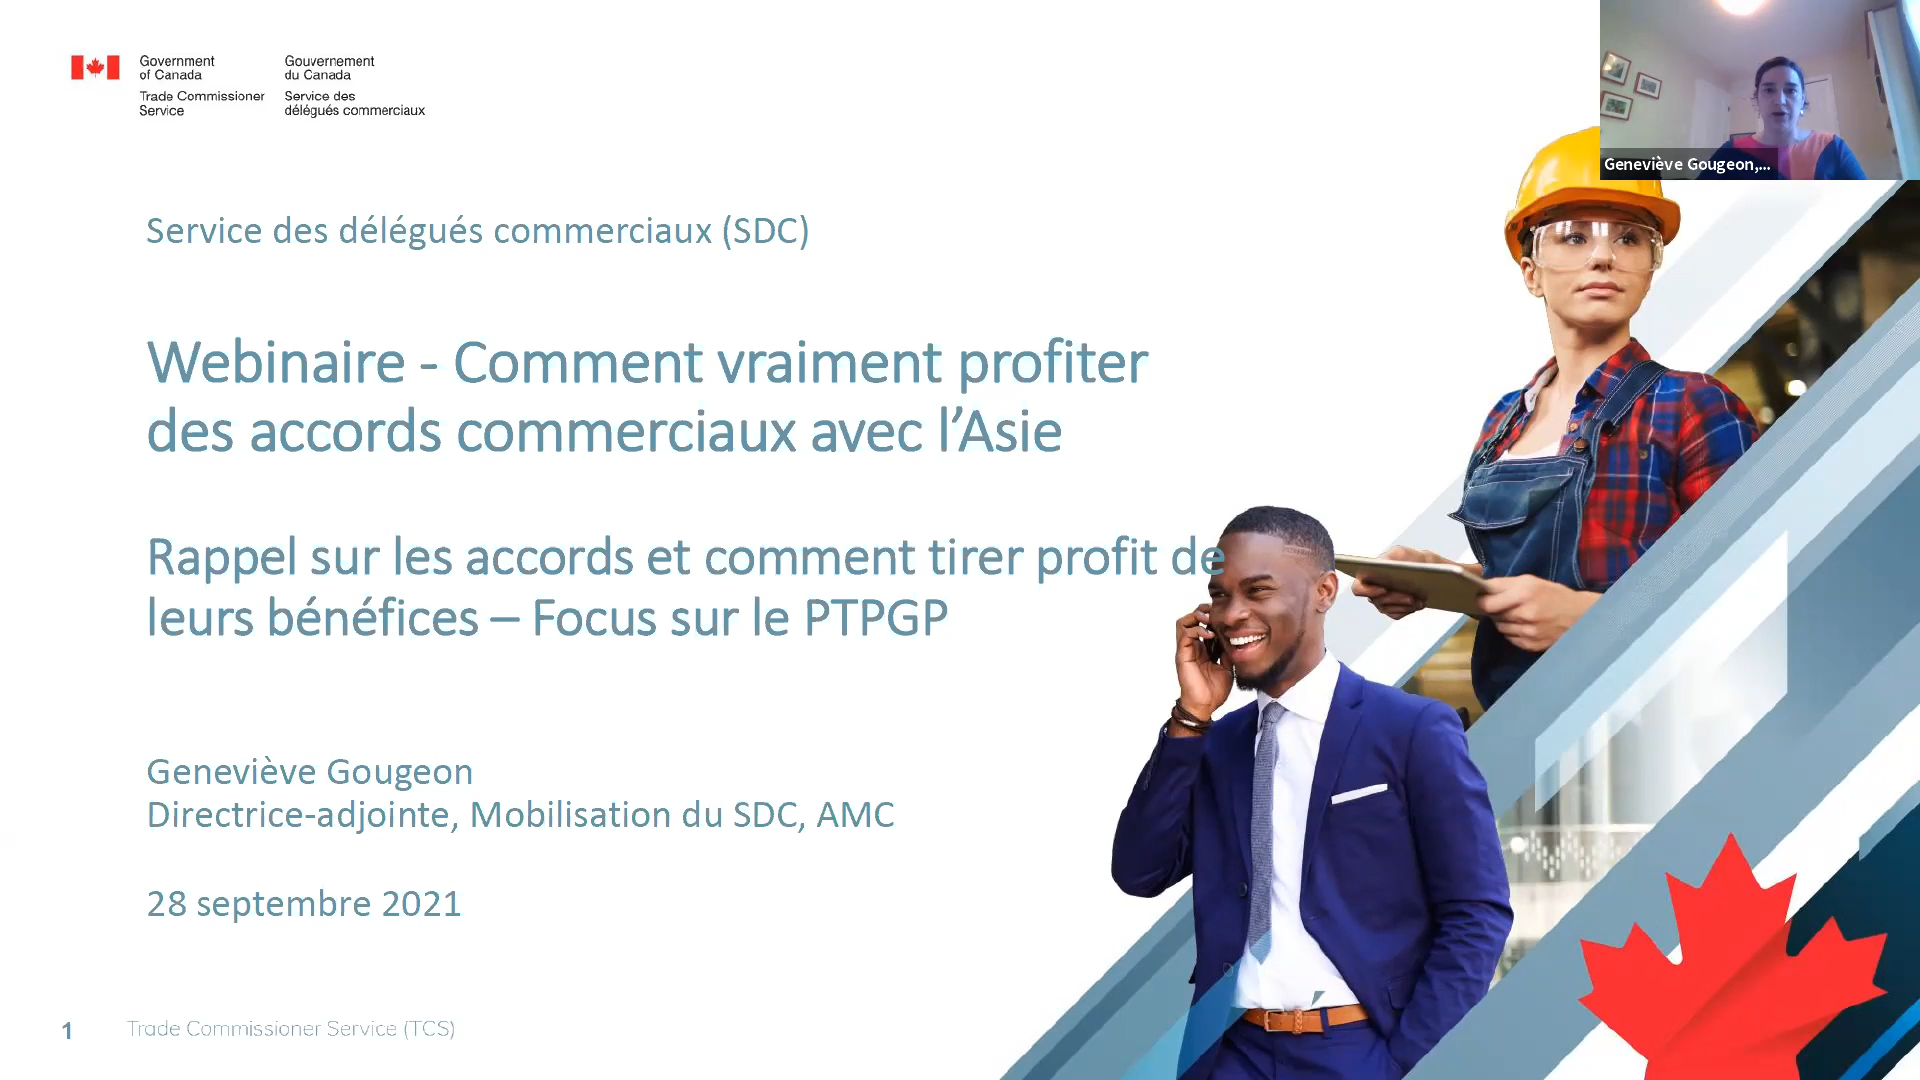 Government
of Canada
Trade Commissioner
Service
Gouvernement
du Canada
Service des
délégués commerciaux
Geneviève Gougeon,...
Service des délégués commerciaux (SDC)
Webinaire - Comment vraiment profiter
des accords commerciaux avec l’Asie
Rappel sur les accords et comment tirer profit de
leurs bénéfices – Focus sur le PTPGP
Geneviève Gougeon
Directrice-adjointe, Mobilisation du SDC, AMC
28 septembre 2021
1 Trade Commissioner Service (TCS)